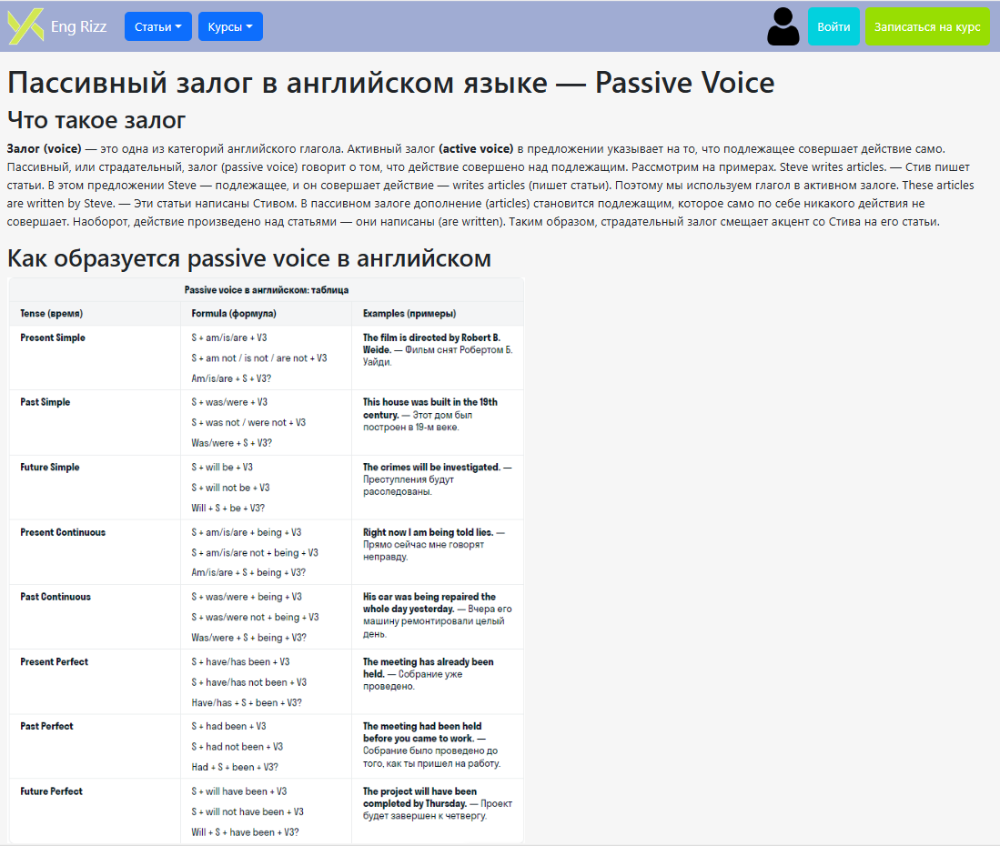 Eng Rizz
Статьи
Курсы
Войти
Записаться на курс
Пассивный залог в английском языке — Passive Voice
Что такое залог
Залог (voice) — это одна из категорий английского глагола. Активный залог (active voice) в предложении указывает на то, что подлежащее совершает действие само.
Пассивный, или страдательный, залог (passive voice) говорит о том, что действие совершено над подлежащим. Рассмотрим на примерах. Steve writes articles. — Стив пишет
статьи. В этом предложении Steve — подлежащее, и он совершает действие — writes articles (пишет статьи). Поэтому мы используем глагол в активном залоге. These articles
are written by Steve. — Эти статьи написаны Стивом. В пассивном залоге дополнение (articles) становится подлежащим, которое само по себе никакого действия не
совершает. Наоборот, действие произведено над статьями — они написаны (are written). Таким образом, страдательный залог смещает акцент со Стива на его статьи.
Как образуется passive voice в английском
Passive voice в английском: таблица
Tense (время)
Formula (формула)
Examples (примеры)
Present Simple
S + am/is/are + V3
S + am not / is not / are not + V3
Am/is/are + S + V3?
The film is directed by Robert B.
Weide. — Фильм снят Робертом Б.
Уайди.
Past Simple
S + was/were + V3
S + was not / were not + V3
Was/were + S + V3?
This house was built in the 19th
century. — Этот дом был
построен в 19-м веке.
Future Simple
S + will be + V3
S + will not be + V3
Will + S + be + V3?
The crimes will be investigated. —
Преступления будут
расследованы.
Present Continuous
S + am/is/are + being + V3
S + am/is/are not + being + V3
Am/is/are + S + being + V3?
Right now I am being told lies. —
Прямо сейчас мне говорят
неправду.
Past Continuous
S + was/were + being + V3
S + was/were not + being + V3
Was/were + S + being + V3?
His car was being repaired the
whole day yesterday. — Вчера его
машину ремонтировали целый
день.
Present Perfect
S + have/has been + V3
S + have/has not been + V3
Have/has + S + been + V3?
The meeting has already been
held. — Собрание уже
проведено.
Past Perfect
S + had been + V3
S + had not been + V3
Had + S + been + V3?
The meeting had been held
before you came to work. —
Собрание было проведено до
того, как ты пришел на работу.
Future Perfect
S + will have been + V3
S + will not have been + V3
Will + S + have been + V3?
The project will have been
completed by Thursday. — Проект
будет завершен к четвергу.